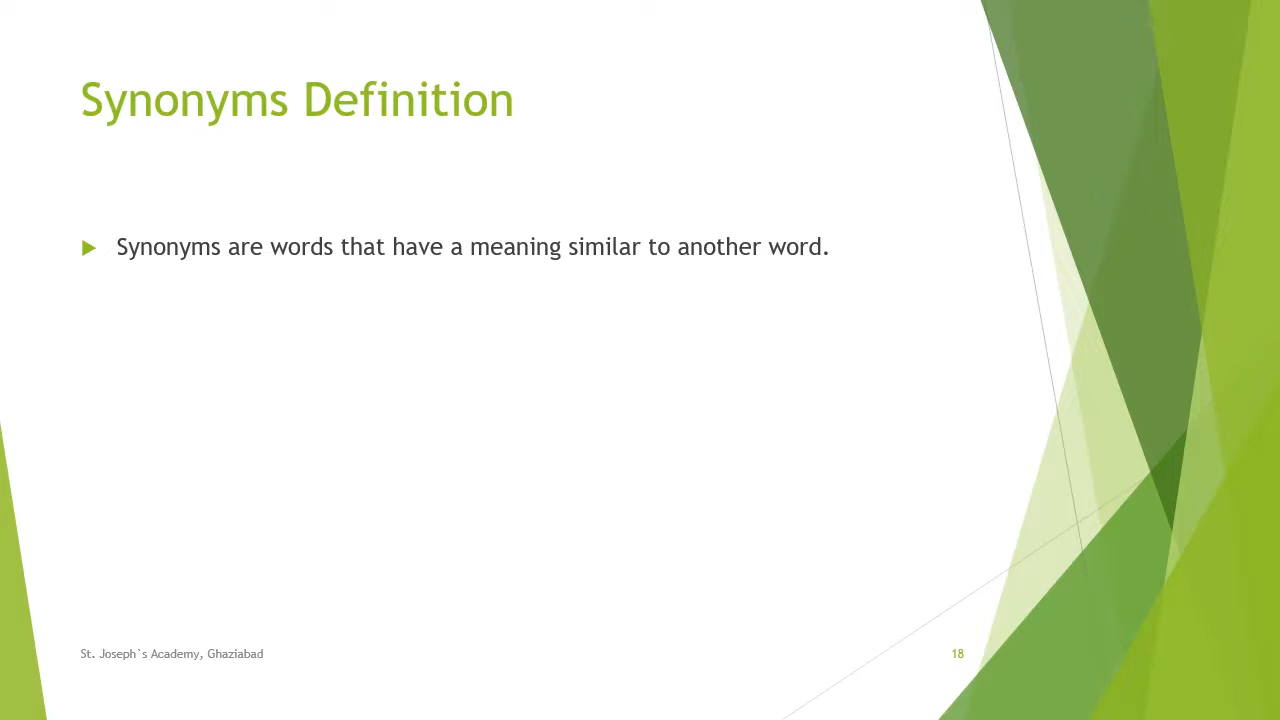 Synonyms Definition
Synonyms are words that have a meaning similar to another word.
St. Joseph`s Academy, Ghaziabad
18